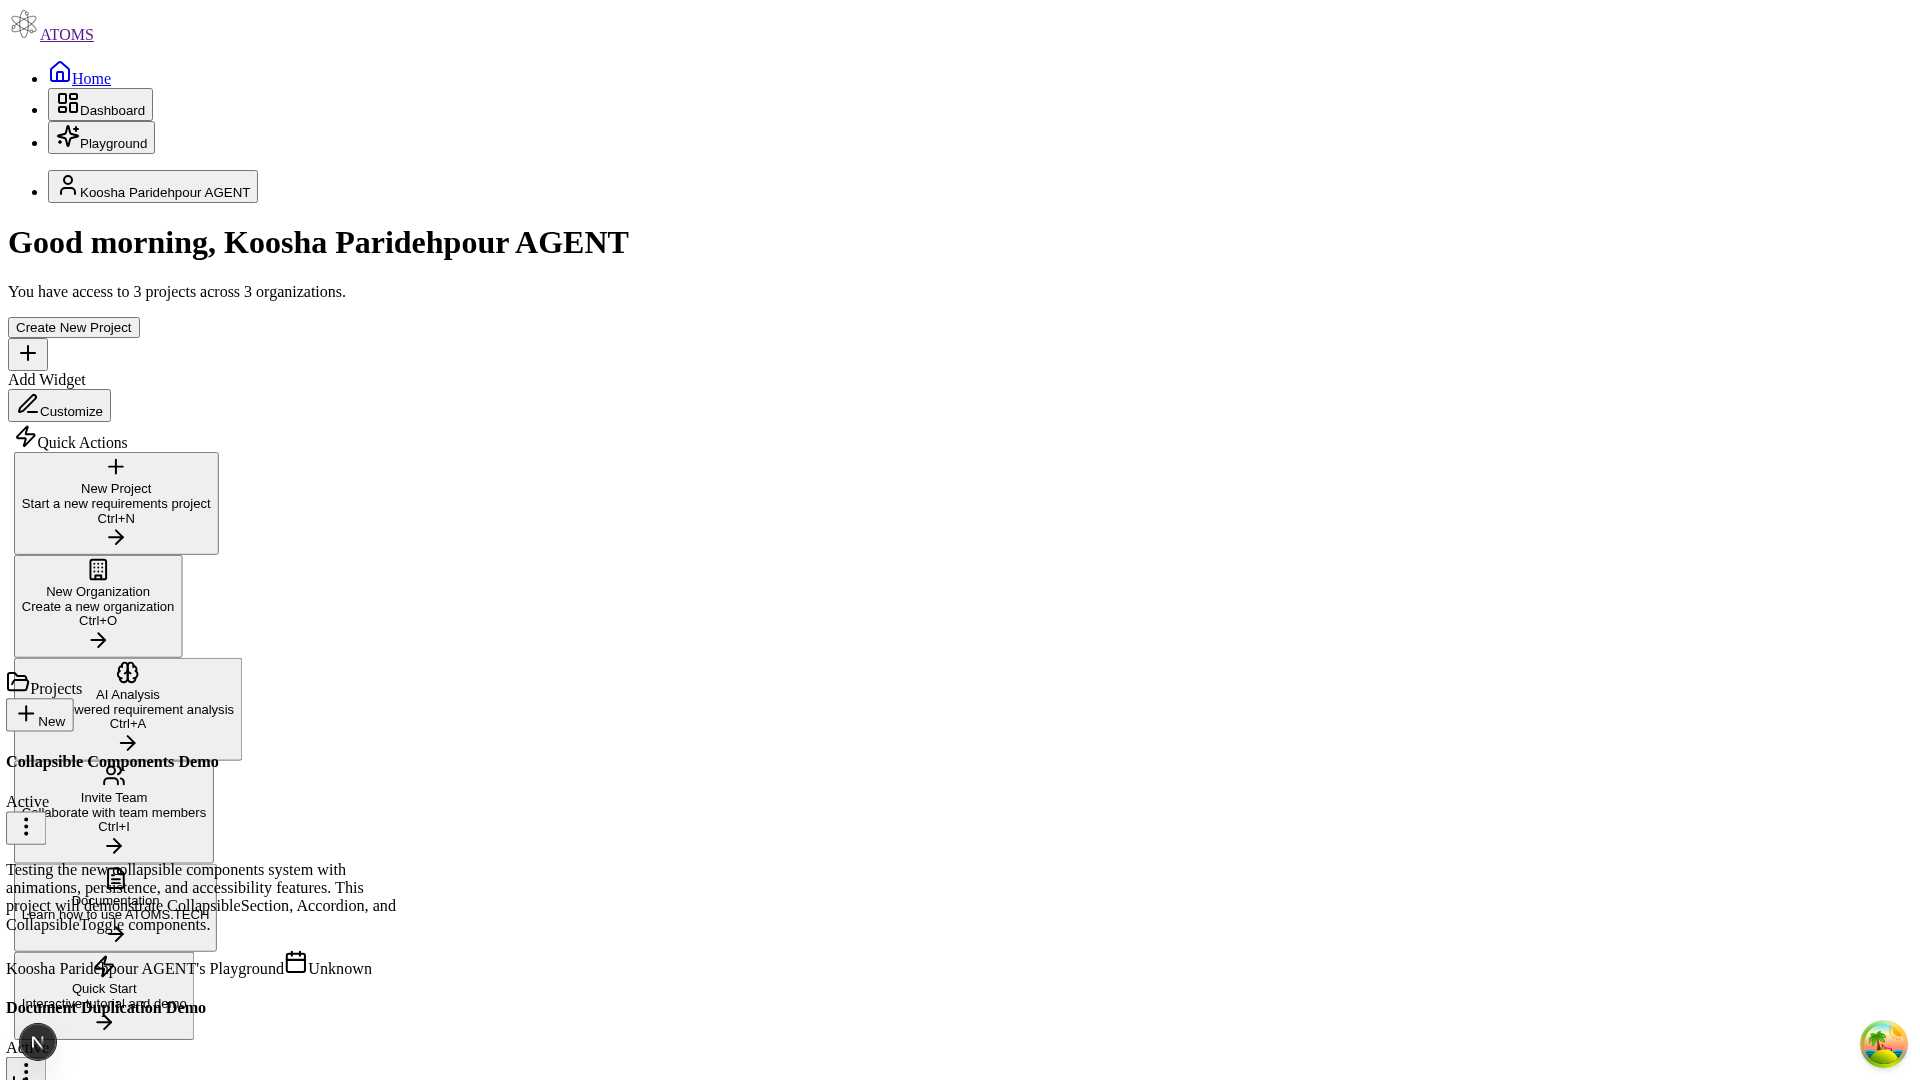 ATOMS
Home
Dashboard
Playground
Koosha Paridehpour AGENT
Good morning, Koosha Paridehpour AGENT
You have access to 3 projects across 3 organizations.
Create New Project
Add Widget
Customize
Quick Actions
New Project
Start a new requirements project
Ctrl+N
New Organization
Create a new organization
Ctrl+O
Projects
AI Analysis
requirement analysis
New
Ctrl+A
Collapsible Components Demo
Invite Team
Active
with team members
Ctrl+I
Testing the new collapsible components system with
animations, persistence, and accessibility features. This
Documentation
project will demonstrate CollapsibleSection, Accordion, and
Learn how to use ATOMS.TECH
CollapsibleToggle components.
Koosha Paridehpour AGENT's Playground Unknown
Quick Start
Interactive tutorial and demo
Document Duplication Demo
Active